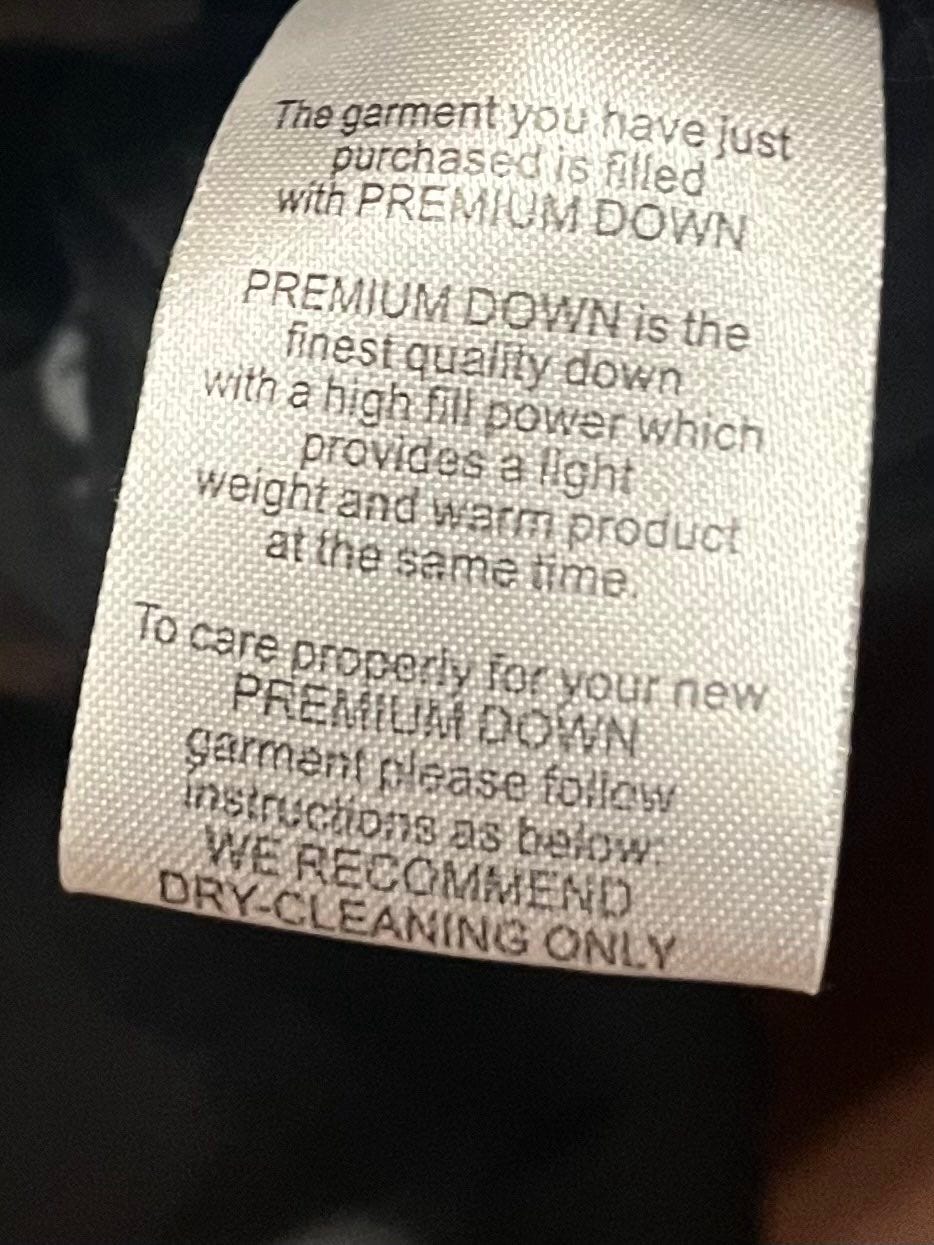 The garment you have just
purchased is filled
with PREMIUM DOWN
PREMIUM DOWN is the
finest quality down
with a high fill power which
provides a light
weight and warm product
at the same time.
To care properly for your new
PREMIUM DOWN
garment please follow
instructions as below:
WE RECOMMEND
DRY-CLEANING ONLY